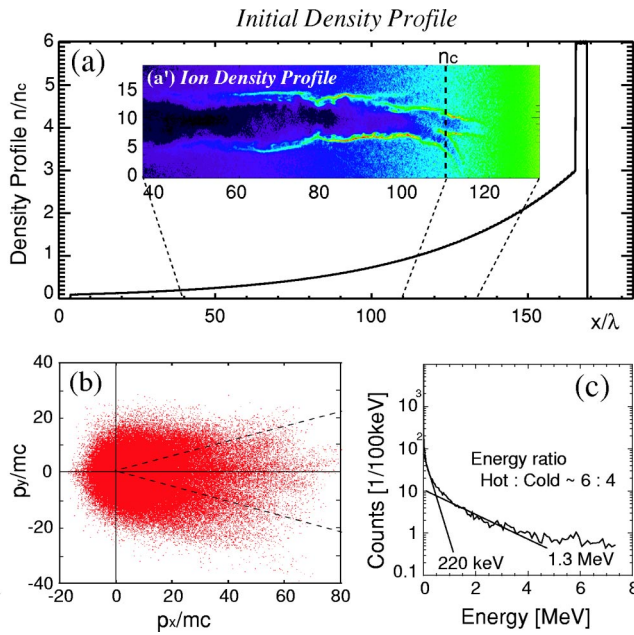 Initial Density Profile
(a)
(a') Ion Density Profile
nc
Density Profile n/nc
6
5
4
3
2
1
0
15
10
5
0
40
60
80
100
120
0
50
100
150
x/λ
(b)
py/mc
40
20
0
-20
-40
-20
0
20
40
60
80
px/mc
(c)
Counts [1/100keV]
10³
10²
10
1
0.1
Energy ratio
Hot : Cold ~ 6 : 4
220 keV
1.3 MeV
0
2
4
6
8
Energy [MeV]